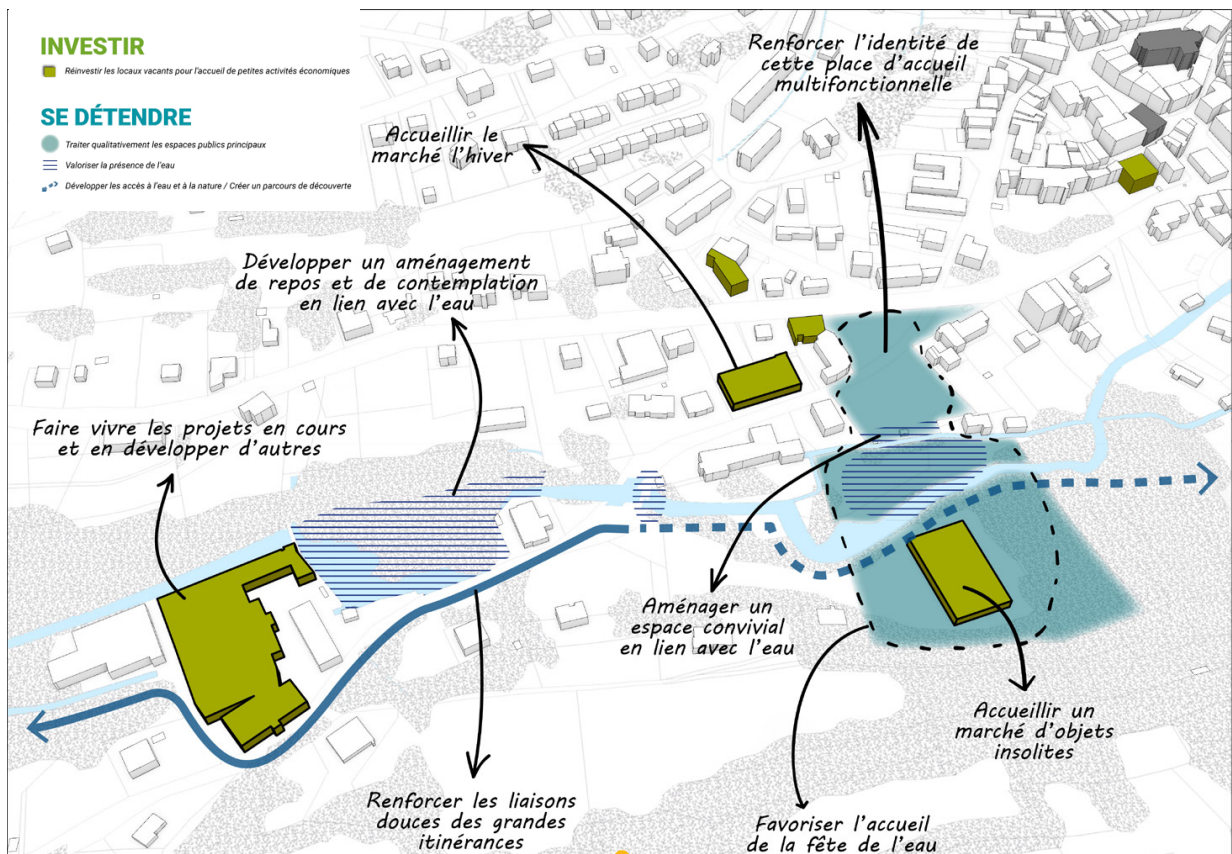 INVESTIR
Réinvestir les locaux vacants pour l'accueil de petites activités économiques
SE DÉTENDRE
Traiter qualitativement les espaces publics principaux
Valoriser la présence de l'eau
Développer les accès à l'eau et à la nature / Créer un parcours de découverte
Renforcer l'identité de
cette place d'accueil
multifonctionnelle
Accueillir le
marché l'hiver
Développer un aménagement
de repos et de contemplation
en lien avec l'eau
Faire vivre les projets en cours
et en développer d'autres
Aménager un
espace convivial
en lien avec l'eau
Accueillir un
marché d'objets
insolites
Renforcer les liaisons
douces des grandes
itinérances
Favoriser l'accueil
de la fête de l'eau